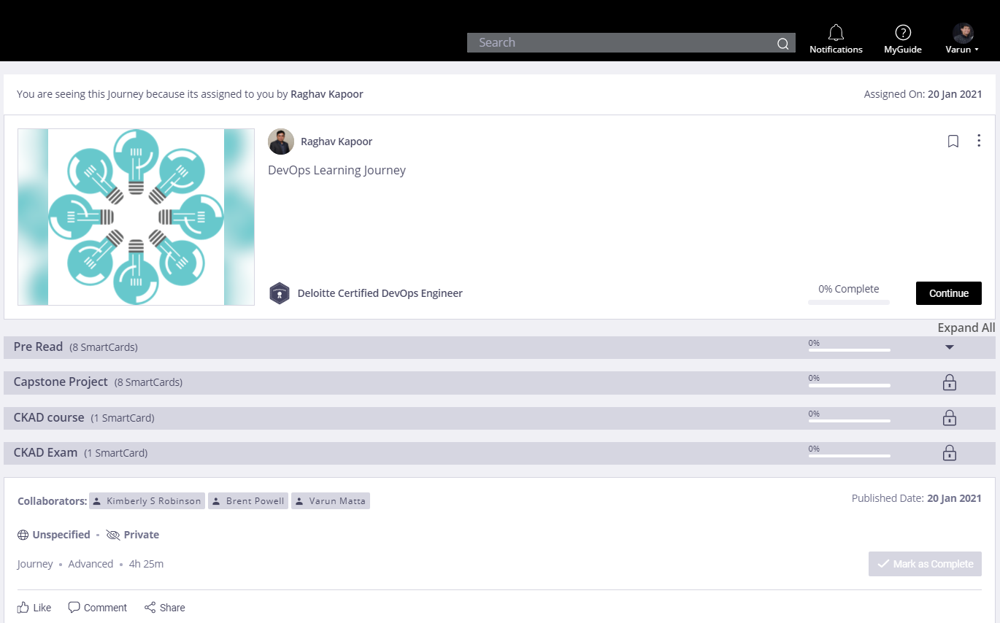 Search
Notifications
MyGuide
Varun
You are seeing this Journey because its assigned to you by Raghav Kapoor
Assigned On: 20 Jan 2021
Raghav Kapoor
DevOps Learning Journey
Deloitte Certified DevOps Engineer
0% Complete
Continue
Expand All
Pre Read (8 SmartCards)
0%
Capstone Project (8 SmartCards)
0%
CKAD course (1 SmartCard)
0%
CKAD Exam (1 SmartCard)
0%
Collaborators: Kimberly S Robinson Brent Powell Varun Matta
Published Date: 20 Jan 2021
Unspecified • Private
Journey • Advanced • 4h 25m
Mark as Complete
Like Comment Share